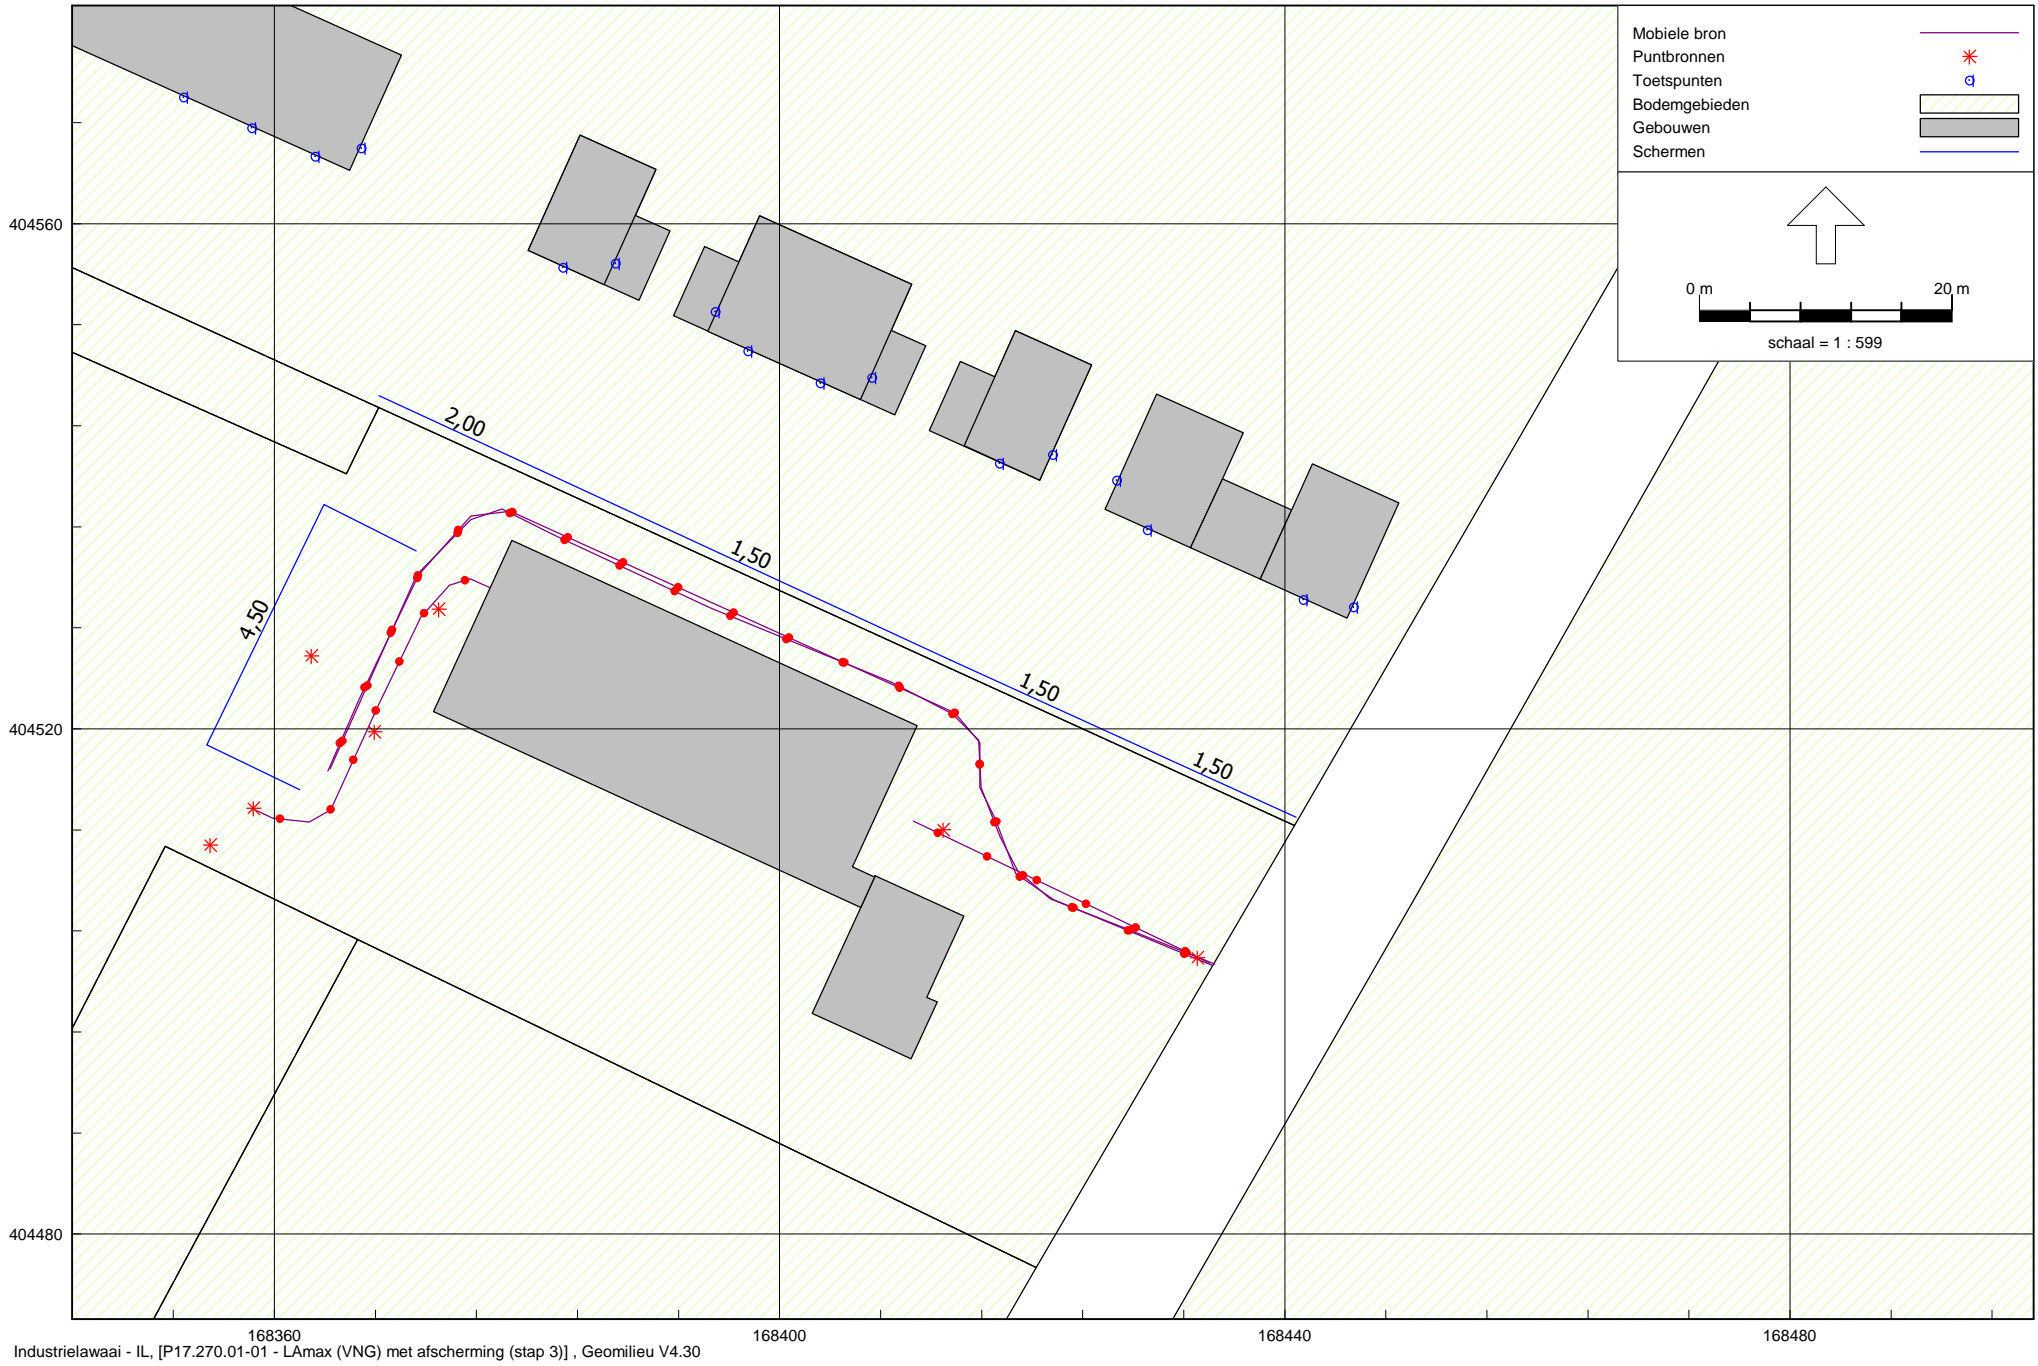 Mobiele bron
Puntbronnen
Toetspunten
Bodemgebieden
Gebouwen
Schermen
0 m
20 m
schaal = 1 : 599
404560
2,00
1,50
4,50
1,50
404520
1,50
404480
168360
168400
168440
168480
Industrielawaai - IL, [P17.270.01-01 - LAmax (VNG) met afscherming (stap 3)] , Geomilieu V4.30